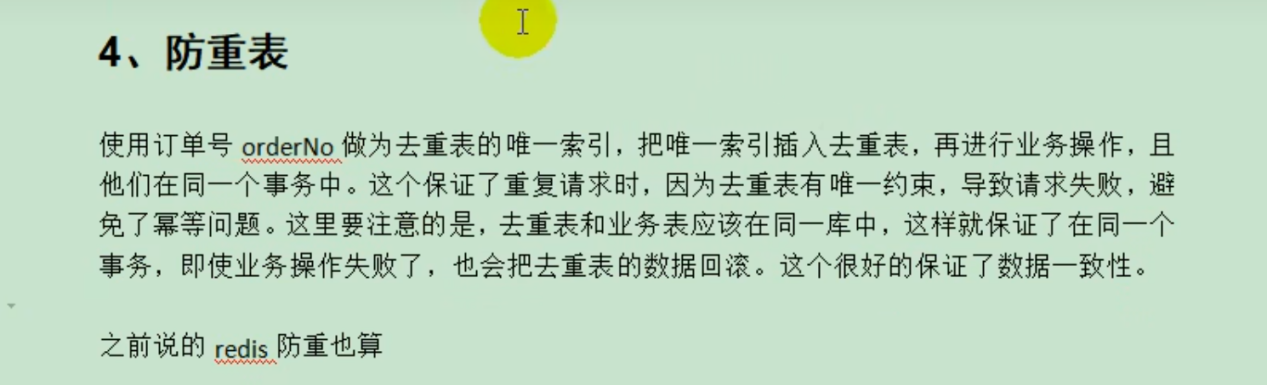 4、防重表
使用订单号 orderNo 做为去重表的唯一索引，把唯一索引插入去重表，再进行业务操作，且
他们在同一个事务中。这个保证了重复请求时，因为去重表有唯一约束，导致请求失败，避
免了幂等问题。这里要注意的是，去重表和业务表应该在同一库中，这样就保证了在同一个
事务，即使业务操作失败了，也会把去重表的数据回滚。这个很好的保证了数据一致性。
之前说的 redis 防重也算